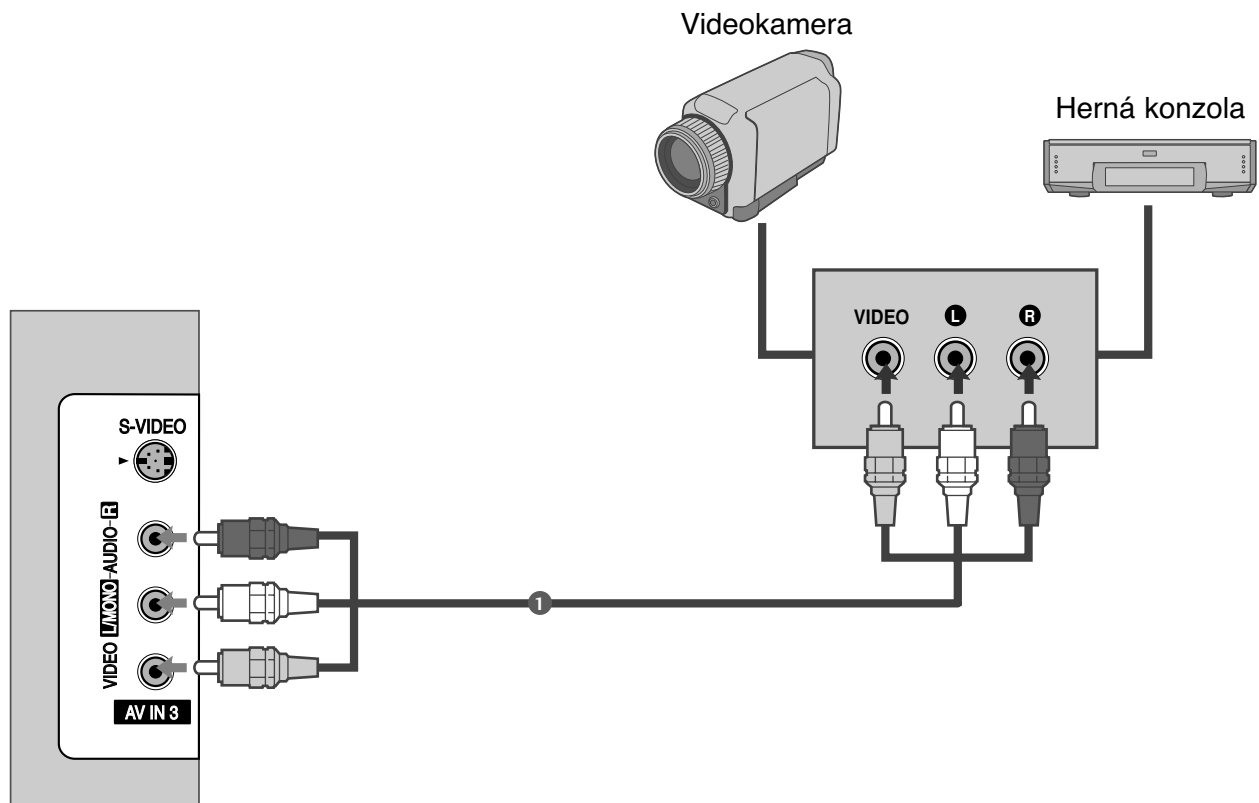 Videokamera
Herná konzola
VIDEO L R
S-VIDEO
VIDEO L/MONO-AUDIO-R
1
AV IN 3